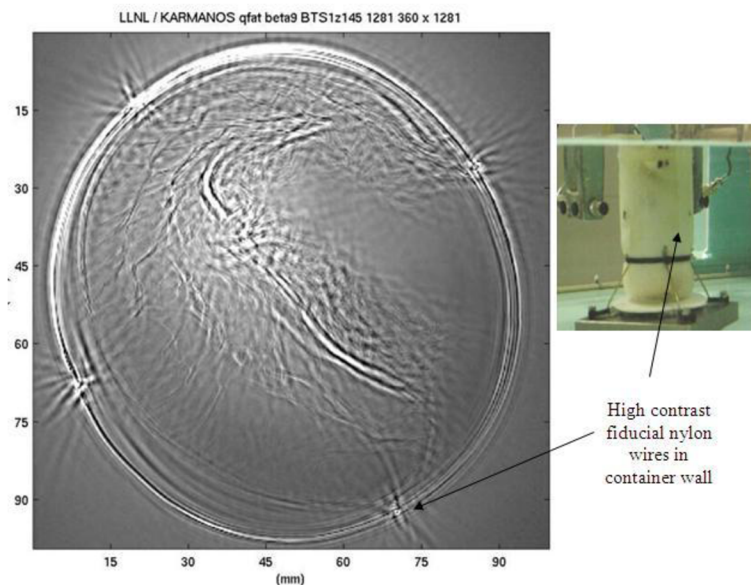 LLNL / KARMANOS qfat beta9 BTS1z145 1281 360 x 1281
15
30
45
60
75
90
15 30 45 60 75 90
(mm)
High contrast
fiducial nylon
wires in
container wall